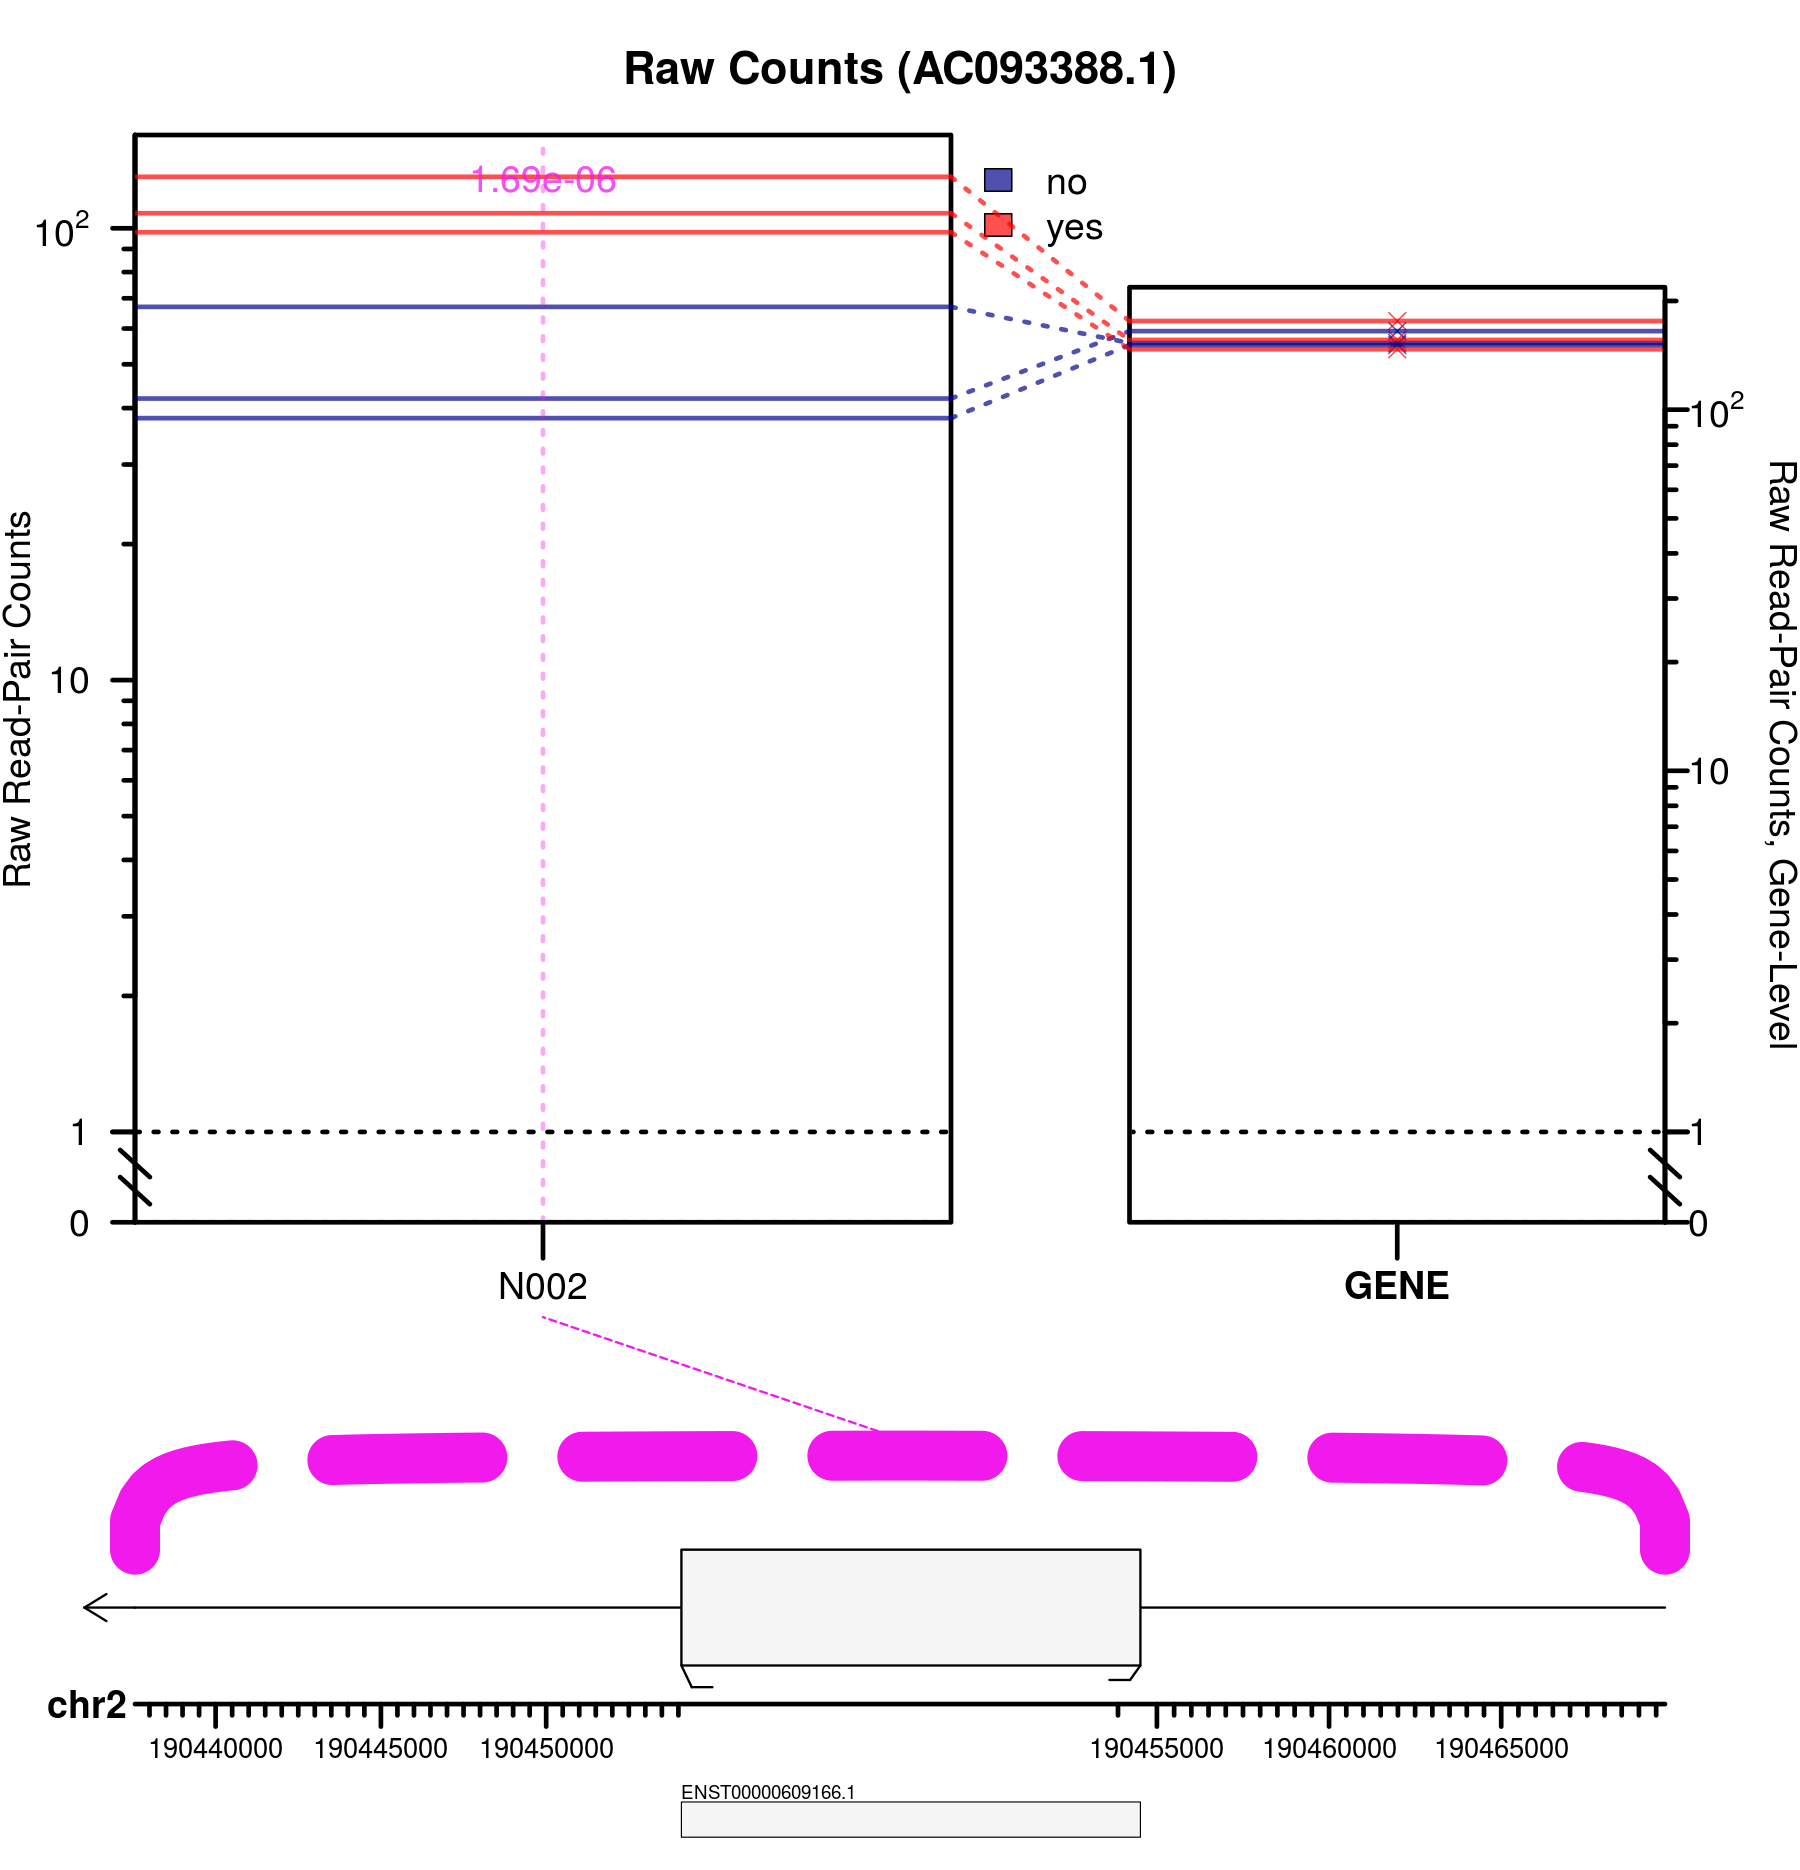 Raw Counts (AC093388.1)
1.69e-06
no
yes
10²
10
1
0
Raw Read-Pair Counts
10²
10
1
0
Raw Read-Pair Counts, Gene-Level
N002
GENE
chr2
190440000 190445000 190450000 190455000 190460000 190465000
ENST00000609166.1